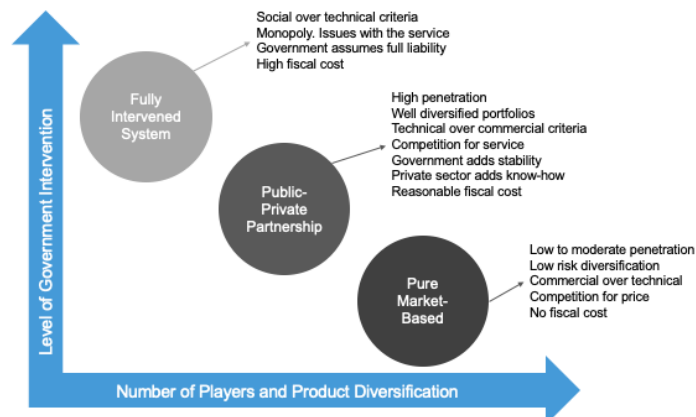 Social over technical criteria
Monopoly. Issues with the service
Government assumes full liability
High fiscal cost
Fully
Intervened
System
High penetration
Well diversified portfolios
Technical over commercial criteria
Competition for service
Government adds stability
Private sector adds know-how
Reasonable fiscal cost
Public-
Private
Partnership
Low to moderate penetration
Low risk diversification
Commercial over technical
Competition for price
No fiscal cost
Pure
Market-
Based
Level of Government Intervention
Number of Players and Product Diversification